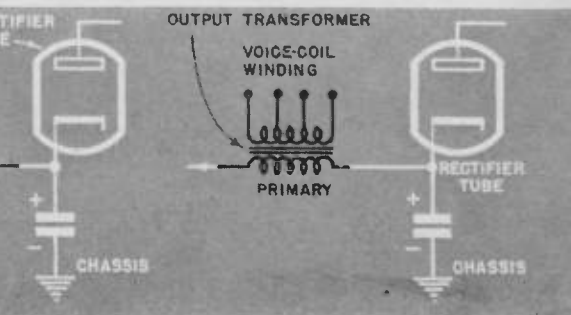 OUTPUT TRANSFORMER
VOICE-COIL
WINDING
PRIMARY
RECTIFIER
TUBE
+
−
CHASSIS
+
−
CHASSIS